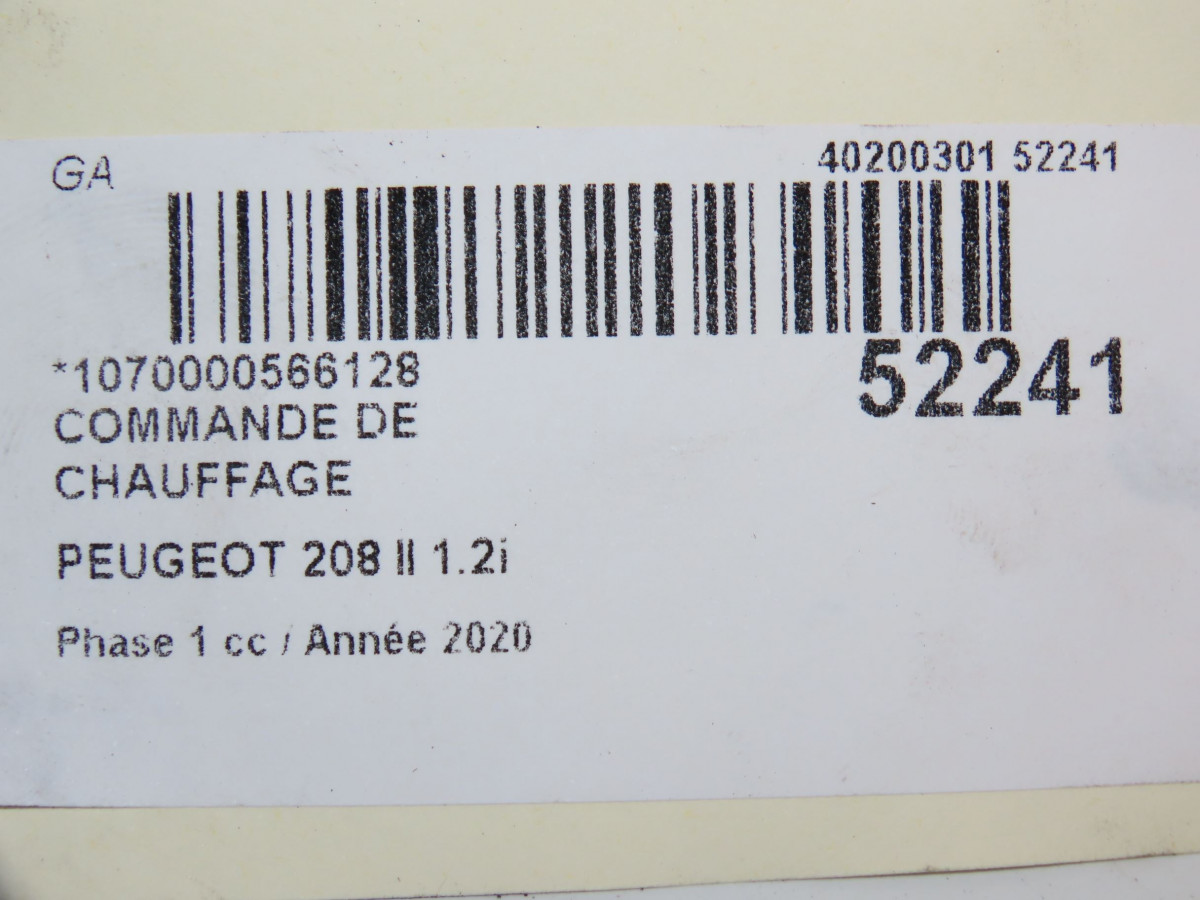 GA
40200301 52241
*1070000566128
52241
COMMANDE DE
CHAUFFAGE
PEUGEOT 208 II 1.2i
Phase 1 cc / Année 2020